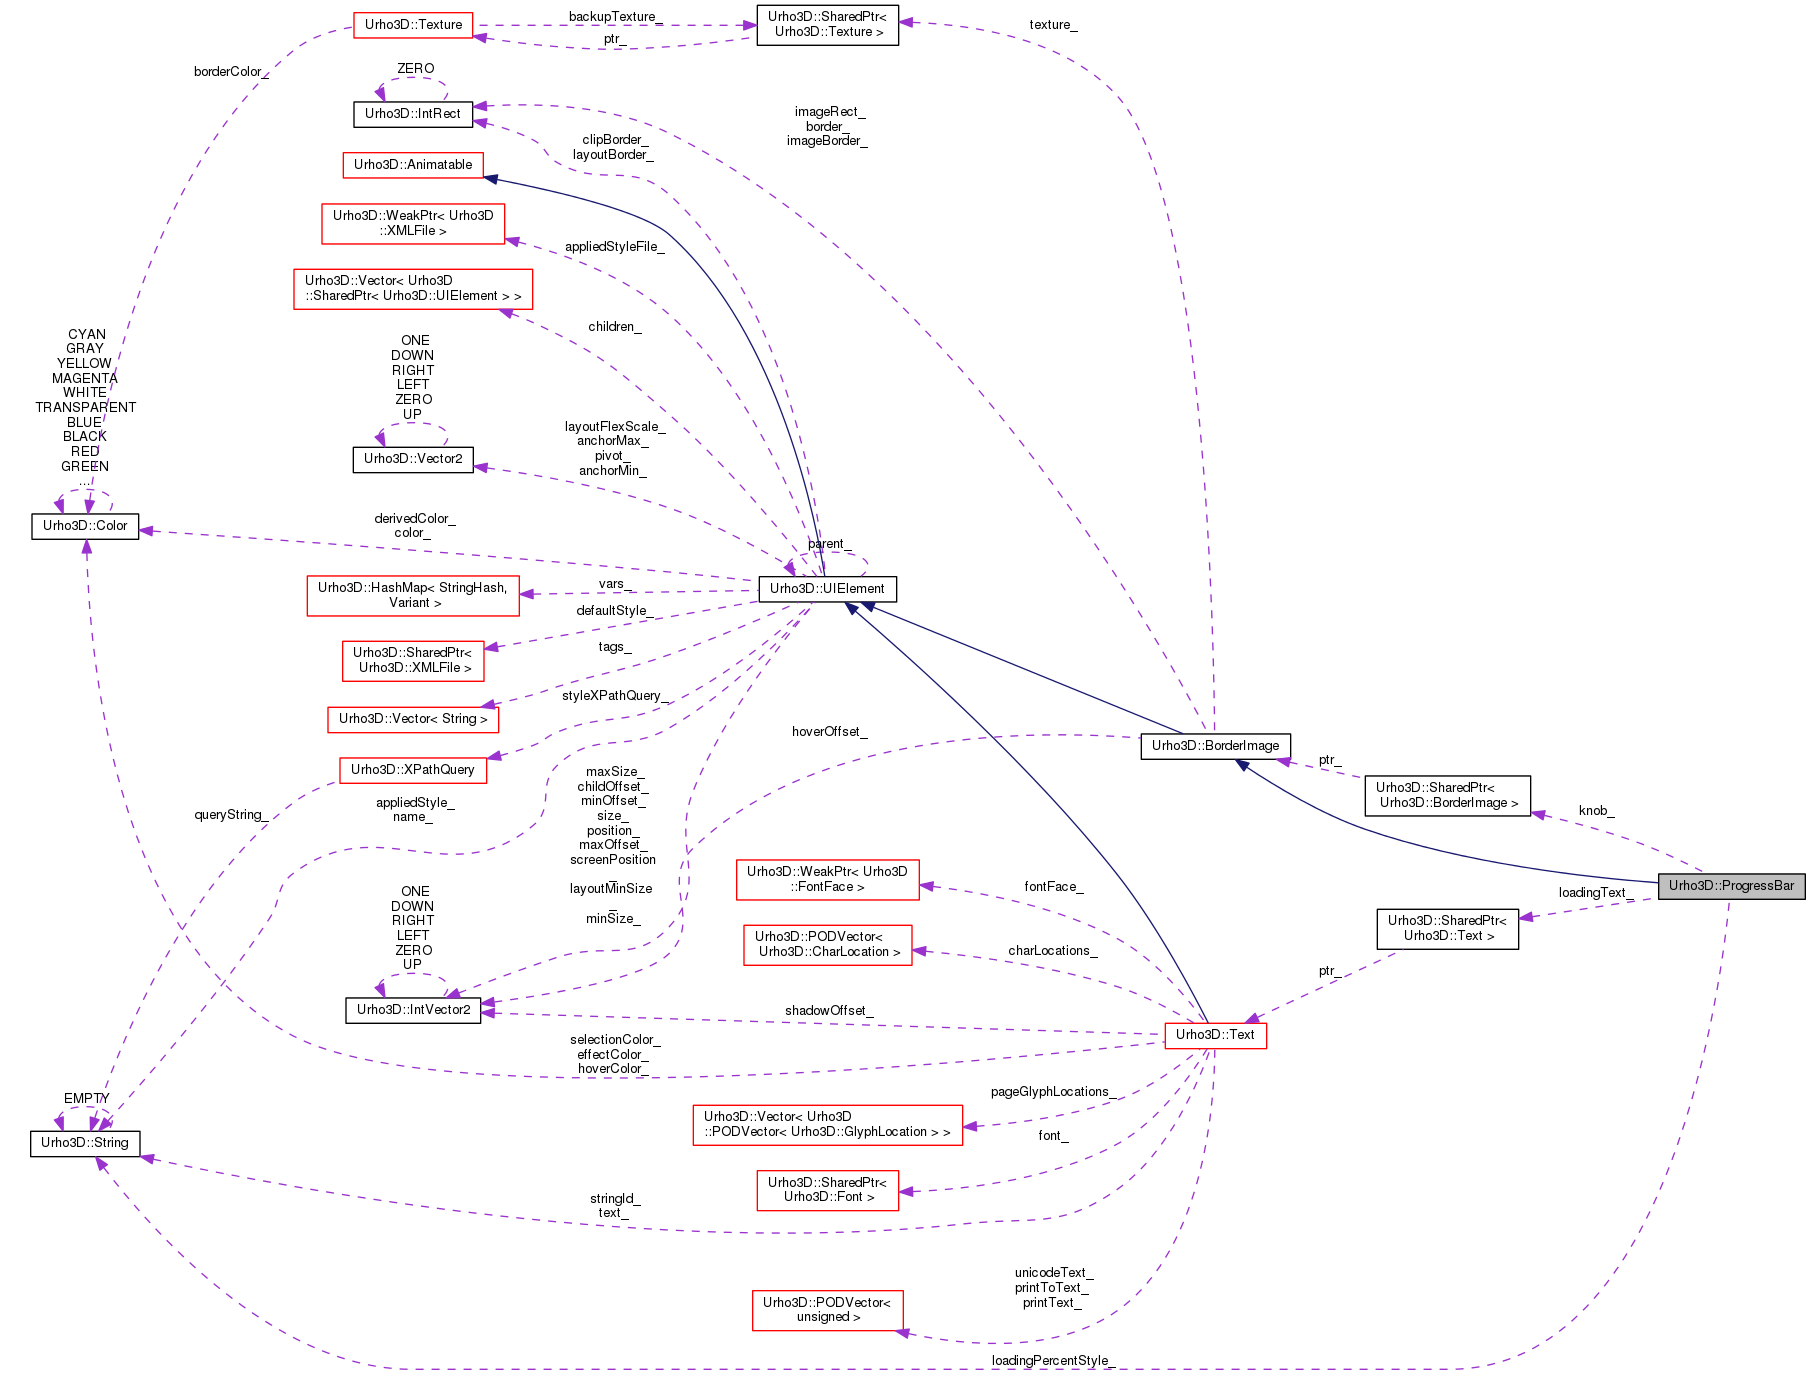 Urho3D::Texture
backupTexture_
ptr_
Urho3D::SharedPtr<
Urho3D::Texture >
texture_
borderColor_
ZERO
Urho3D::IntRect
imageRect_
border_
imageBorder_
clipBorder_
layoutBorder_
Urho3D::Animatable
Urho3D::WeakPtr< Urho3D
::XMLFile >
appliedStyleFile_
Urho3D::Vector< Urho3D
::SharedPtr< Urho3D::UIElement > >
children_
CYAN
GRAY
YELLOW
MAGENTA
WHITE
TRANSPARENT
BLUE
BLACK
RED
GREEN
...
Urho3D::Color
ONE
DOWN
RIGHT
LEFT
ZERO
UP
Urho3D::Vector2
layoutFlexScale_
anchorMax_
pivot_
anchorMin_
derivedColor_
color_
parent_
Urho3D::UIElement
Urho3D::HashMap< StringHash,
Variant >
vars_
defaultStyle_
Urho3D::SharedPtr<
Urho3D::XMLFile >
tags_
Urho3D::Vector< String >
styleXPathQuery_
Urho3D::XPathQuery
queryString_
appliedStyle_
name_
maxSize_
childOffset_
minOffset_
size_
position_
maxOffset_
screenPosition
_
layoutMinSize
_
minSize_
hoverOffset_
Urho3D::BorderImage
ptr_
Urho3D::SharedPtr<
Urho3D::BorderImage >
knob_
Urho3D::ProgressBar
loadingText_
Urho3D::SharedPtr<
Urho3D::Text >
ptr_
Urho3D::WeakPtr< Urho3D
::FontFace >
fontFace_
Urho3D::PODVector<
Urho3D::CharLocation >
charLocations_
ONE
DOWN
RIGHT
LEFT
ZERO
UP
Urho3D::IntVector2
shadowOffset_
Urho3D::Text
selectionColor_
effectColor_
hoverColor_
EMPTY
Urho3D::String
pageGlyphLocations_
Urho3D::Vector< Urho3D
::PODVector< Urho3D::GlyphLocation > >
font_
Urho3D::SharedPtr<
Urho3D::Font >
stringId_
text_
unicodeText_
printToText_
printText_
Urho3D::PODVector<
unsigned >
loadingPercentStyle_